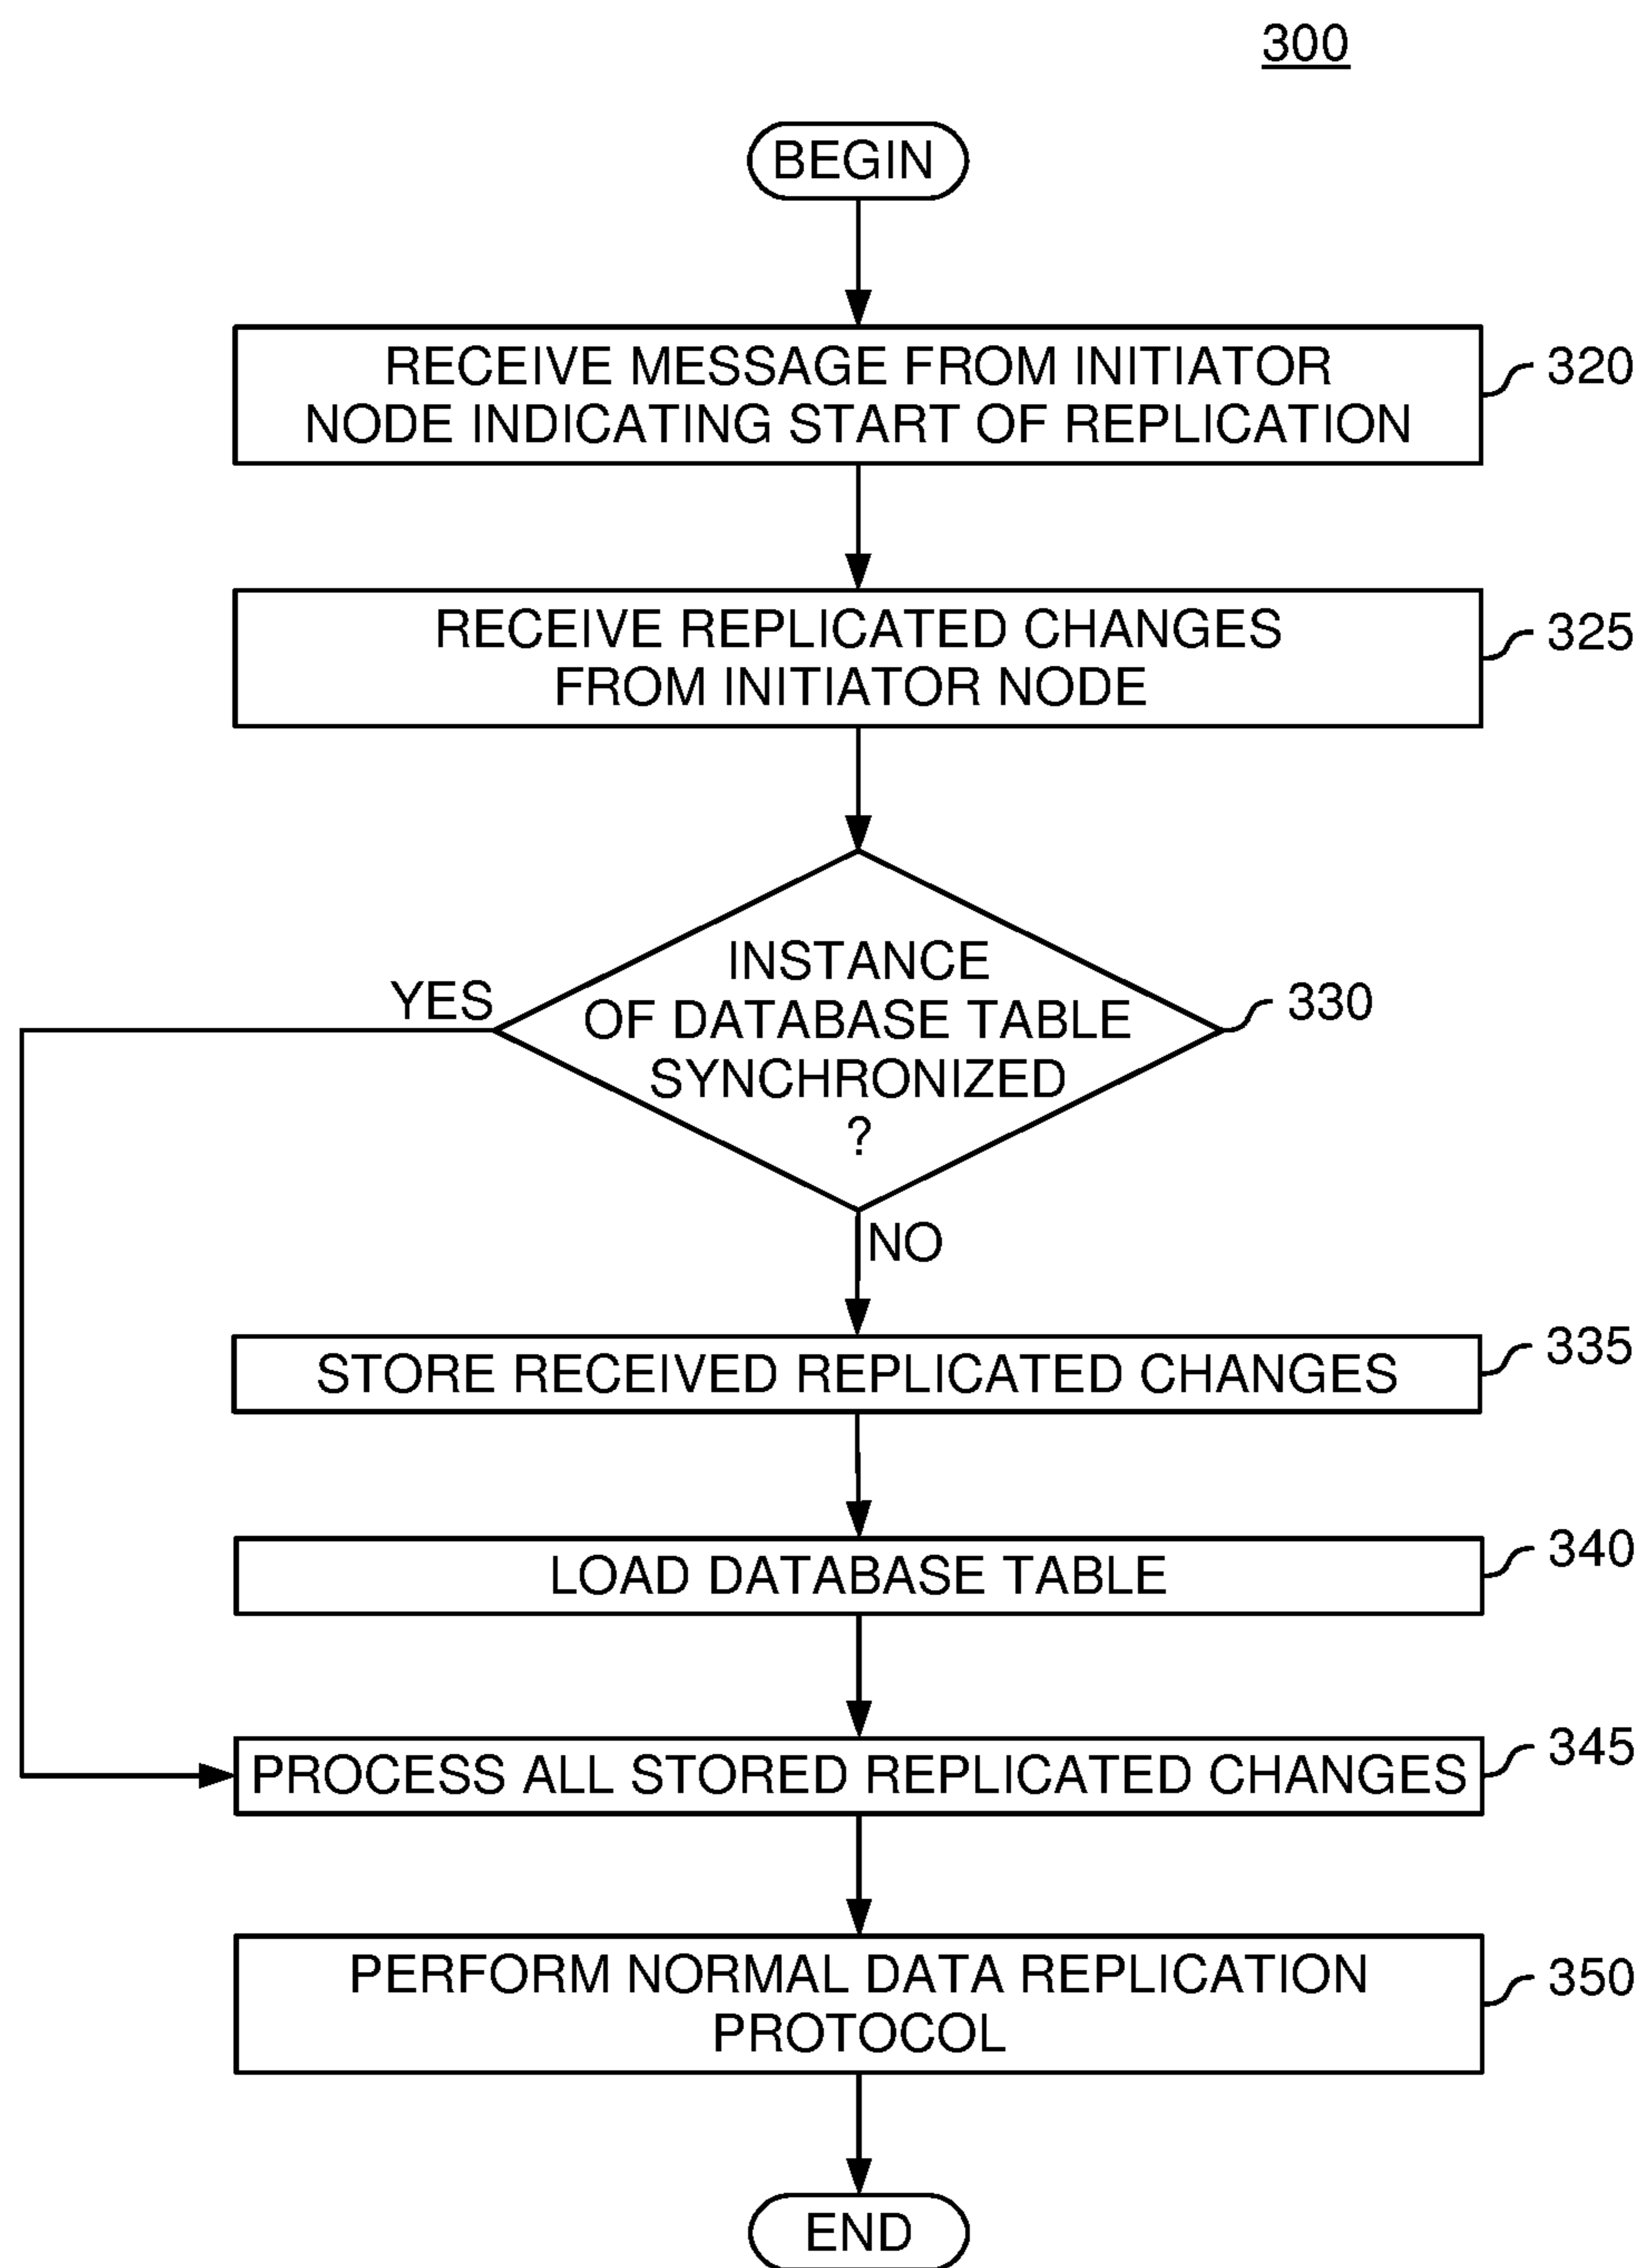 300
BEGIN
RECEIVE MESSAGE FROM INITIATOR
NODE INDICATING START OF REPLICATION
320
RECEIVE REPLICATED CHANGES
FROM INITIATOR NODE
325
INSTANCE
OF DATABASE TABLE
SYNCHRONIZED
?
330
YES
NO
STORE RECEIVED REPLICATED CHANGES
335
LOAD DATABASE TABLE
340
PROCESS ALL STORED REPLICATED CHANGES
345
PERFORM NORMAL DATA REPLICATION
PROTOCOL
350
END